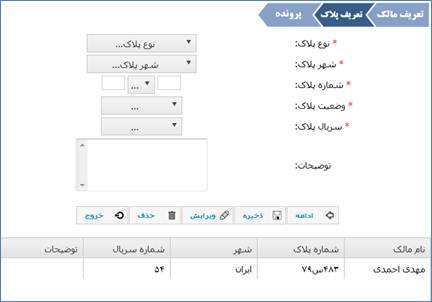 تعریف مالک تعریف پلاک پرونده
* نوع پلاک: نوع پلاک...
* شهر پلاک: شهر پلاک...
* شماره پلاک: ...
* وضعیت پلاک: ...
* سریال پلاک: ...
توضیحات:
ادامه ذخیره ویرایش حذف خروج
نام مالک شماره پلاک شهر شماره سریال توضیحات
مهدی احمدی ۴۸۳س۷۹ ایران ۵۴